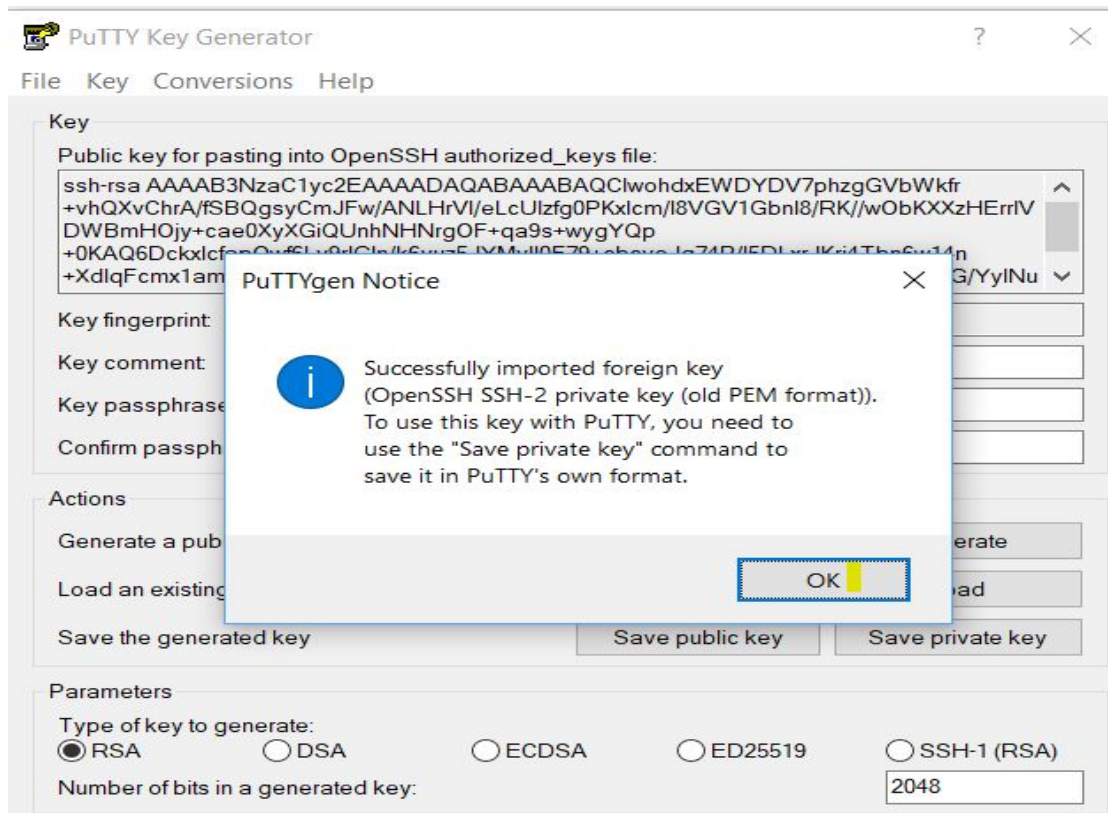 PuTTY Key Generator
File Key Conversions Help
Key
Public key for pasting into OpenSSH authorized_keys file:
ssh-rsa AAAAB3NzaC1yc2EAAAADAQABAAABAQClwohdxEWDYDV7phzgGVbWkfr
+vhQXvChrA/fSBQgsyCmJFw/ANLHrVl/eLcUlzfg0PKxlcm/l8VGV1Gbnl8/RK//wObKXXzHErrlV
DWBmHOjy+cae0XyXGiQUnhNHNrgOF+qa9s+wygYQp
+XdlqFcmx1am
G/YylNu
PuTTYgen Notice
Key fingerprint:
Key comment:
Key passphrase
Confirm passph
Successfully imported foreign key
(OpenSSH SSH-2 private key (old PEM format)).
To use this key with PuTTY, you need to
use the "Save private key" command to
save it in PuTTY's own format.
OK
Actions
Generate a pub
erate
Load an existing
ad
Save the generated key
Save public key
Save private key
Parameters
Type of key to generate:
RSA DSA ECDSA ED25519 SSH-1 (RSA)
Number of bits in a generated key:
2048